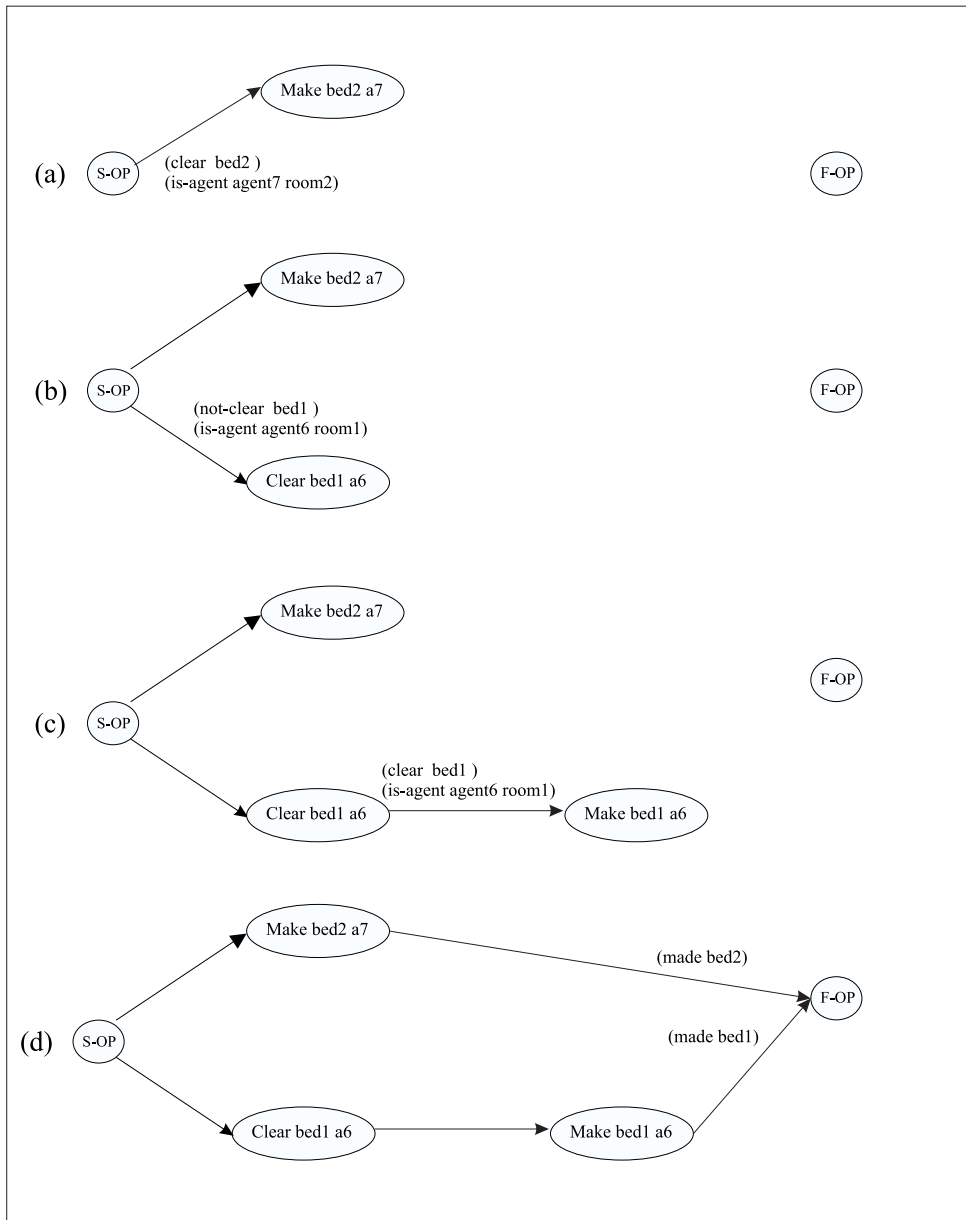 Make bed2 a7
(a)
S-OP
(clear bed2 )
(is-agent agent7 room2)
F-OP
Make bed2 a7
(b)
S-OP
F-OP
(not-clear bed1 )
(is-agent agent6 room1)
Clear bed1 a6
Make bed2 a7
F-OP
(c)
S-OP
(clear bed1 )
(is-agent agent6 room1)
Clear bed1 a6
Make bed1 a6
Make bed2 a7
(made bed2)
F-OP
(d)
S-OP
(made bed1)
Clear bed1 a6
Make bed1 a6